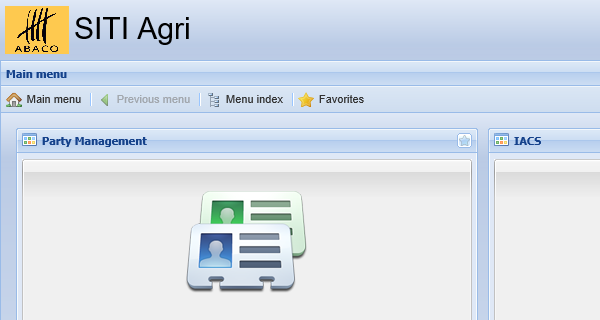 ABACO
SITI Agri
Main menu
Main menu Previous menu Menu index Favorites
Party Management IACS